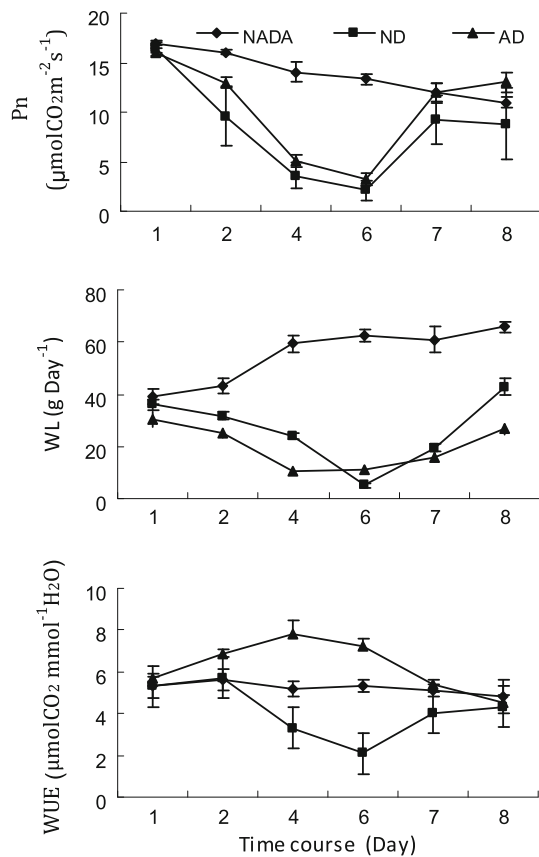 NADA ND AD
Pn
(μmolCO2m⁻²s⁻¹)
20
15
10
5
0
1 2 4 6 7 8
WL (g Day⁻¹)
80
60
40
20
0
1 2 4 6 7 8
WUE (μmolCO2 mmol⁻¹H2O)
10
8
6
4
2
0
1 2 4 6 7 8
Time course (Day)